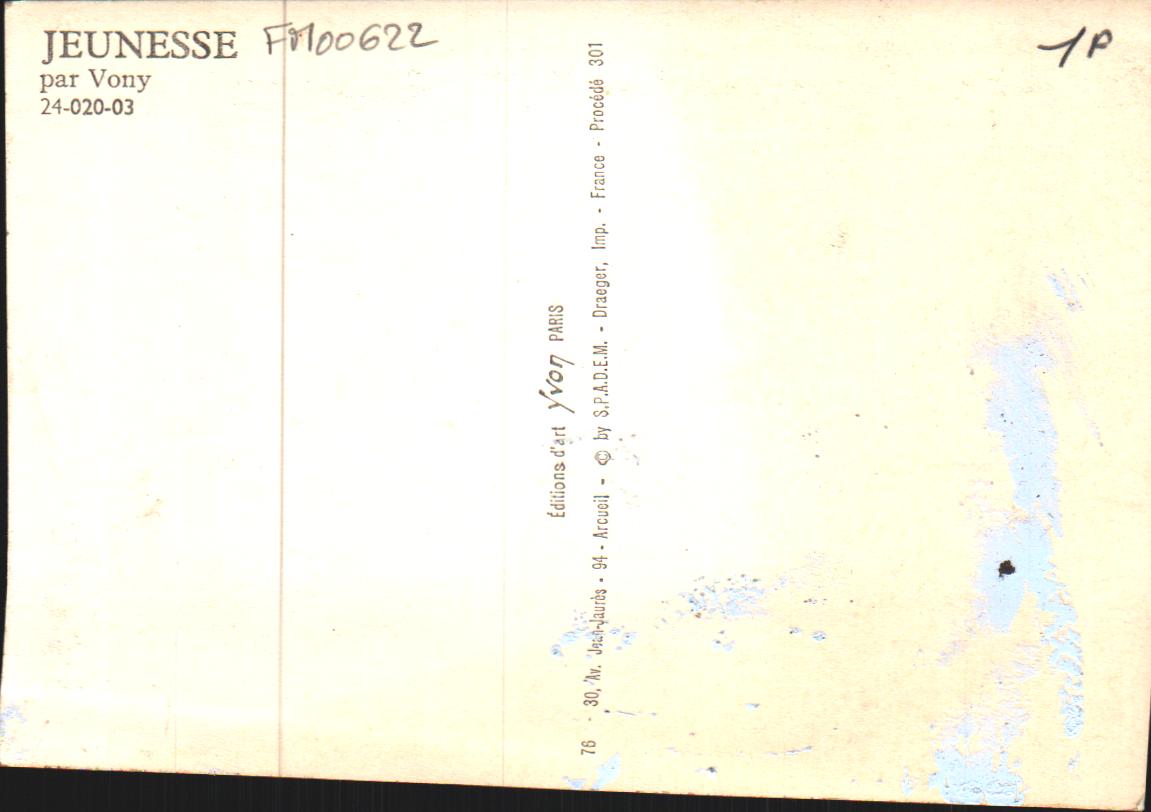 JEUNESSE FM00622
par Vony
24-020-03
1P
Éditions d'art yvon PARIS
76 - 30, Av. Jean-Jaurès - 94 - Arcueil - © by S.P.A.D.E.M. - Draeger, Imp. - France - Procédé 301